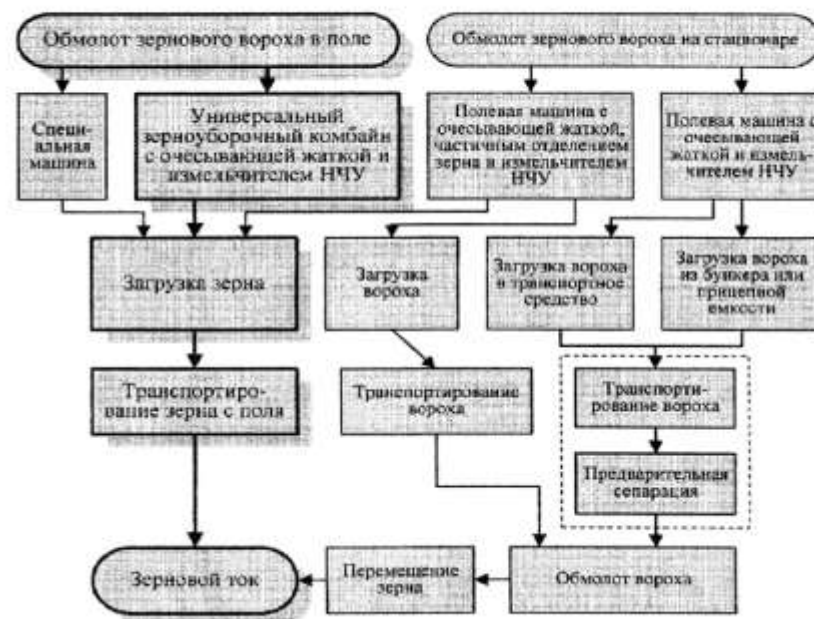 Обмолот зернового вороха в поле
Обмолот зернового вороха на стационаре
Специ-
альная
машина
Универсальный
зерноуборочный комбайн
с очесывающей жаткой и
измельчителем НЧУ
Полевая машина с
очесывающей жаткой,
частичным отделением
зерна и измельчителем
НЧУ
Полевая машина с
очесывающей
жаткой и измель-
чителем НЧУ
Загрузка зерна
Загрузка
вороха
Загрузка вороха
в транспортное
средство
Загрузка вороха
из бункера или
прицепной
емкости
Транспортиро-
вание зерна с поля
Транспортирование
вороха
Транспорти-
рование вороха
Предварительная
сепарация
Зерновой ток
Перемещение
зерна
Обмолот вороха